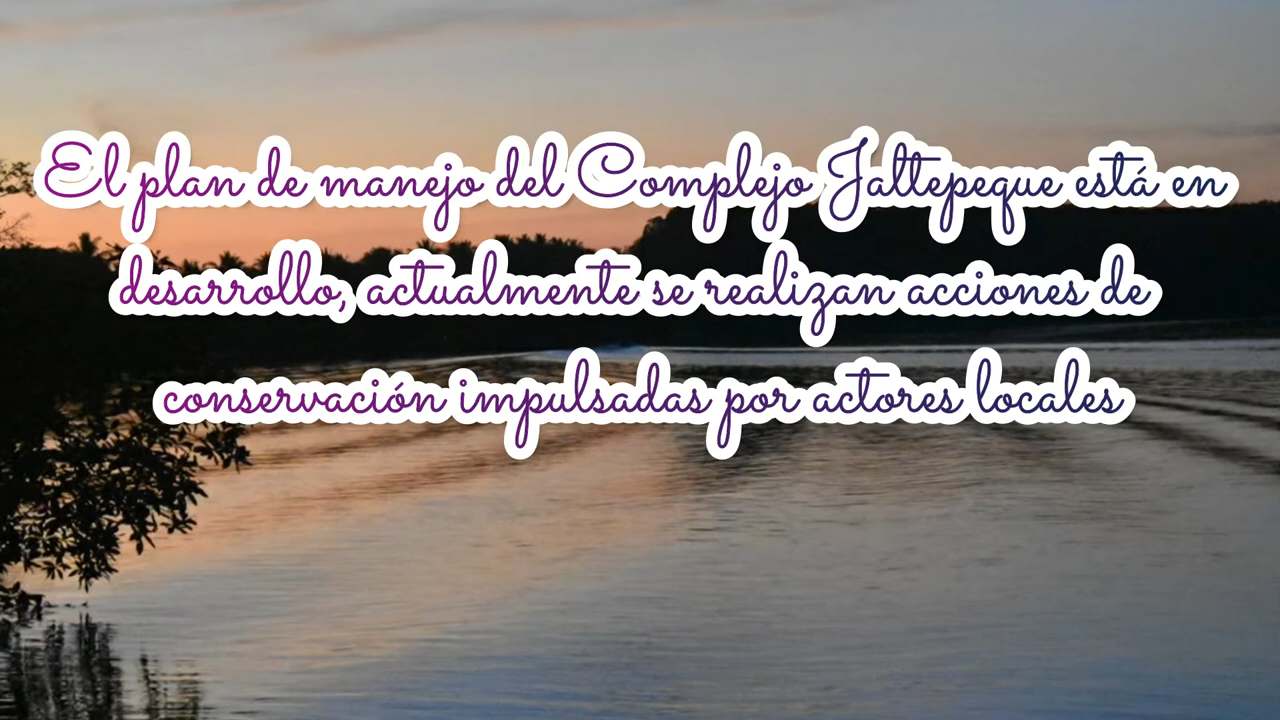 El plan de manejo del Complejo Jaltepeque está en
desarrollo, actualmente se realizan acciones de
conservación impulsadas por actores locales